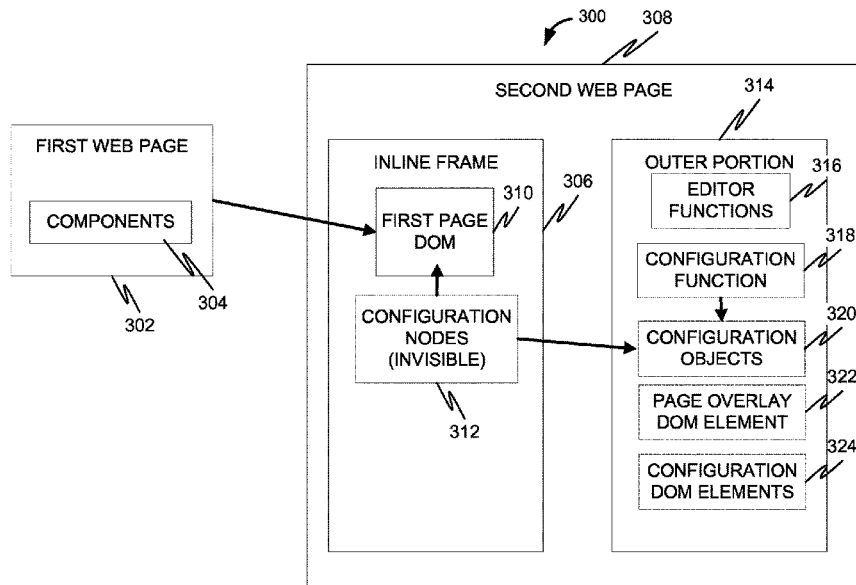 300
308
SECOND WEB PAGE
314
FIRST WEB PAGE
COMPONENTS
304
302
INLINE FRAME
310
306
FIRST PAGE
DOM
CONFIGURATION
NODES
(INVISIBLE)
312
OUTER PORTION
316
EDITOR
FUNCTIONS
318
CONFIGURATION
FUNCTION
320
CONFIGURATION
OBJECTS
322
PAGE OVERLAY
DOM ELEMENT
324
CONFIGURATION
DOM ELEMENTS